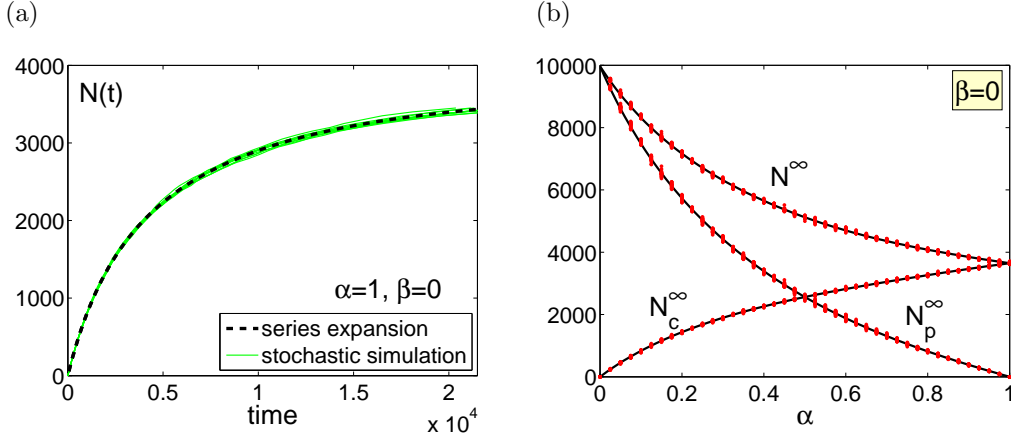 (a)
4000
3000
2000
1000
0
N(t)
α=1, β=0
series expansion
stochastic simulation
0 0.5 1 1.5 2
time
x 10^4
(b)
10000
8000
6000
4000
2000
0
β=0
N^∞
N_c^∞
N_p^∞
0 0.2 0.4 0.6 0.8 1
α